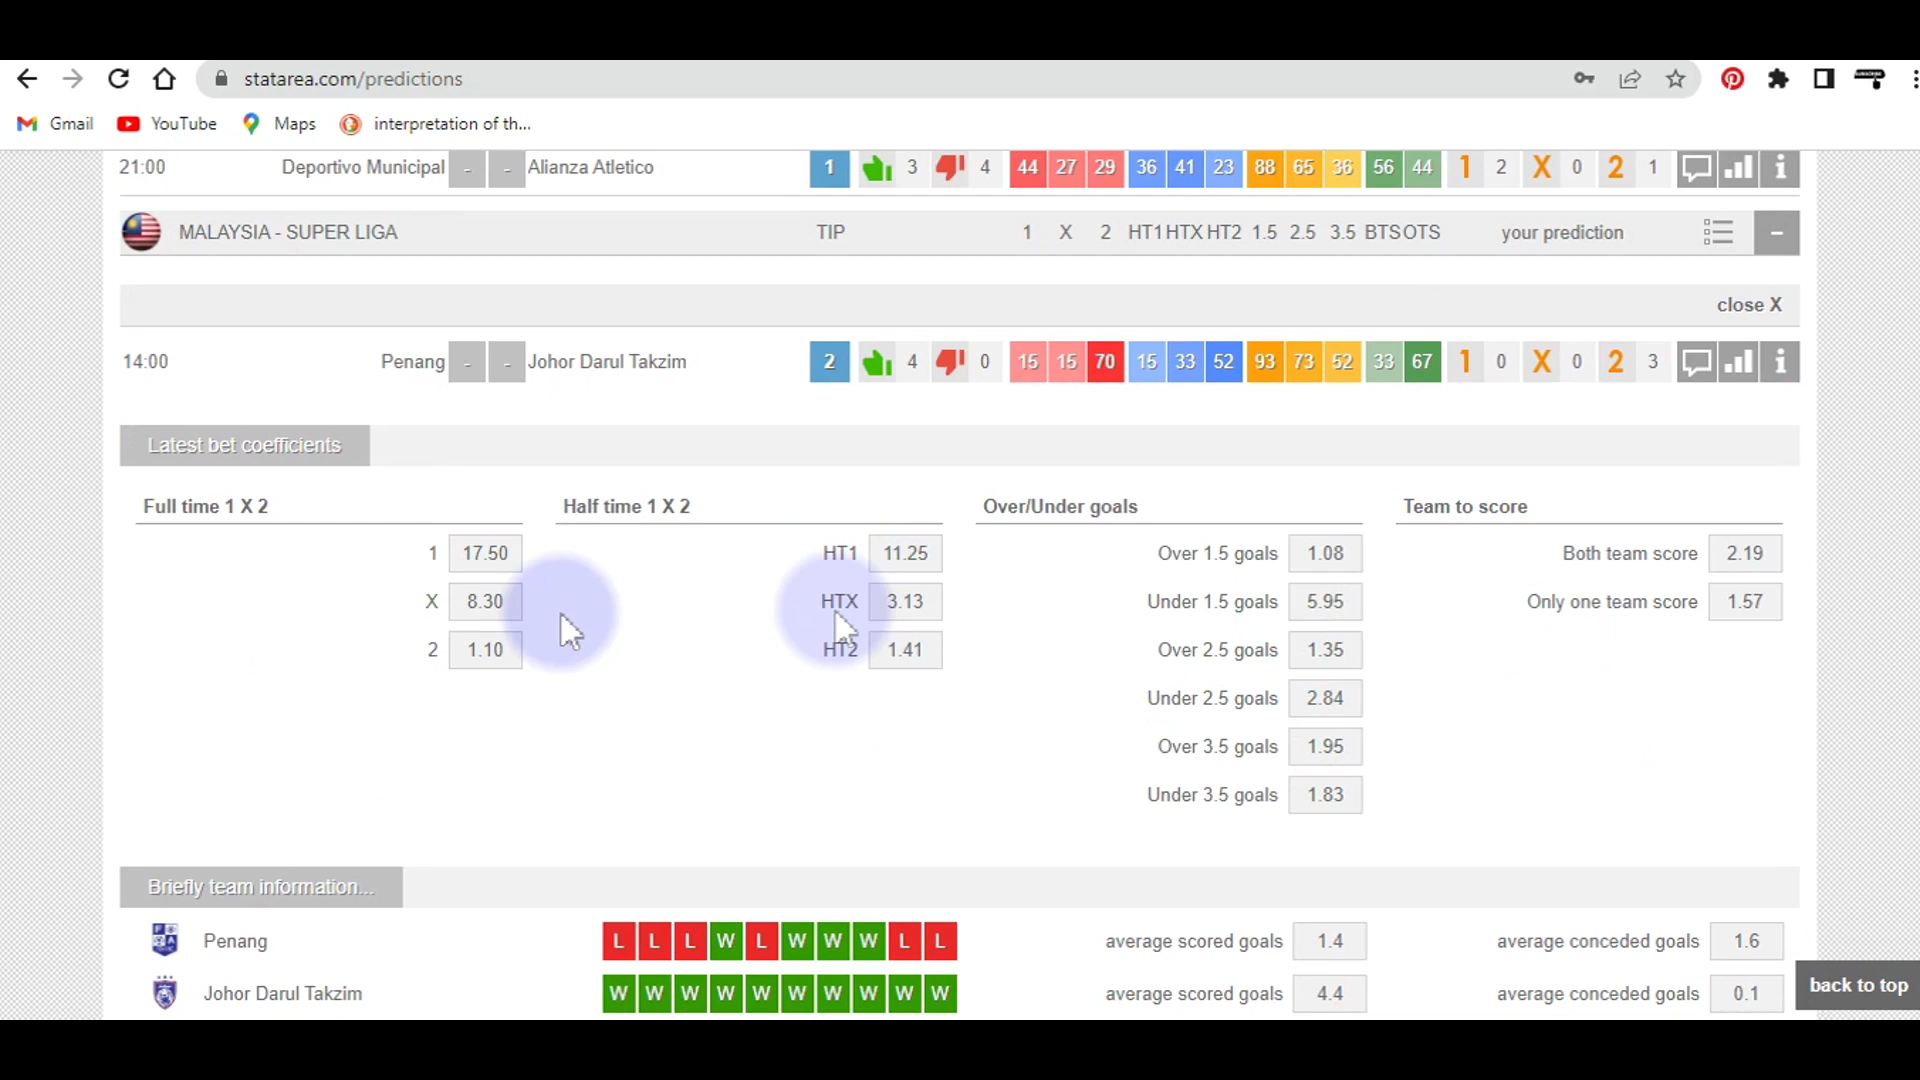 statarea.com/predictions
Gmail YouTube Maps interpretation of th...
21:00 Deportivo Municipal - - Alianza Atletico 1 3 4 44 27 29 36 41 23 88 65 36 56 44 1 2 X 0 2 1
MALAYSIA - SUPER LIGA TIP 1 X 2 HT1 HTX HT2 1.5 2.5 3.5 BTS OTS your prediction
close X
14:00 Penang - - Johor Darul Takzim 2 4 0 15 15 70 15 33 52 93 73 52 33 67 1 0 X 0 2 3
Latest bet coefficients
Full time 1 X 2 Half time 1 X 2 Over/Under goals Team to score
1 17.50 HT1 11.25 Over 1.5 goals 1.08 Both team score 2.19
X 8.30 HTX 3.13 Under 1.5 goals 5.95 Only one team score 1.57
2 1.10 HT2 1.41 Over 2.5 goals 1.35
Under 2.5 goals 2.84
Over 3.5 goals 1.95
Under 3.5 goals 1.83
Briefly team information...
Penang L L L W L W W W L L average scored goals 1.4 average conceded goals 1.6
back to top
Johor Darul Takzim W W W W W W W W W W average scored goals 4.4 average conceded goals 0.1